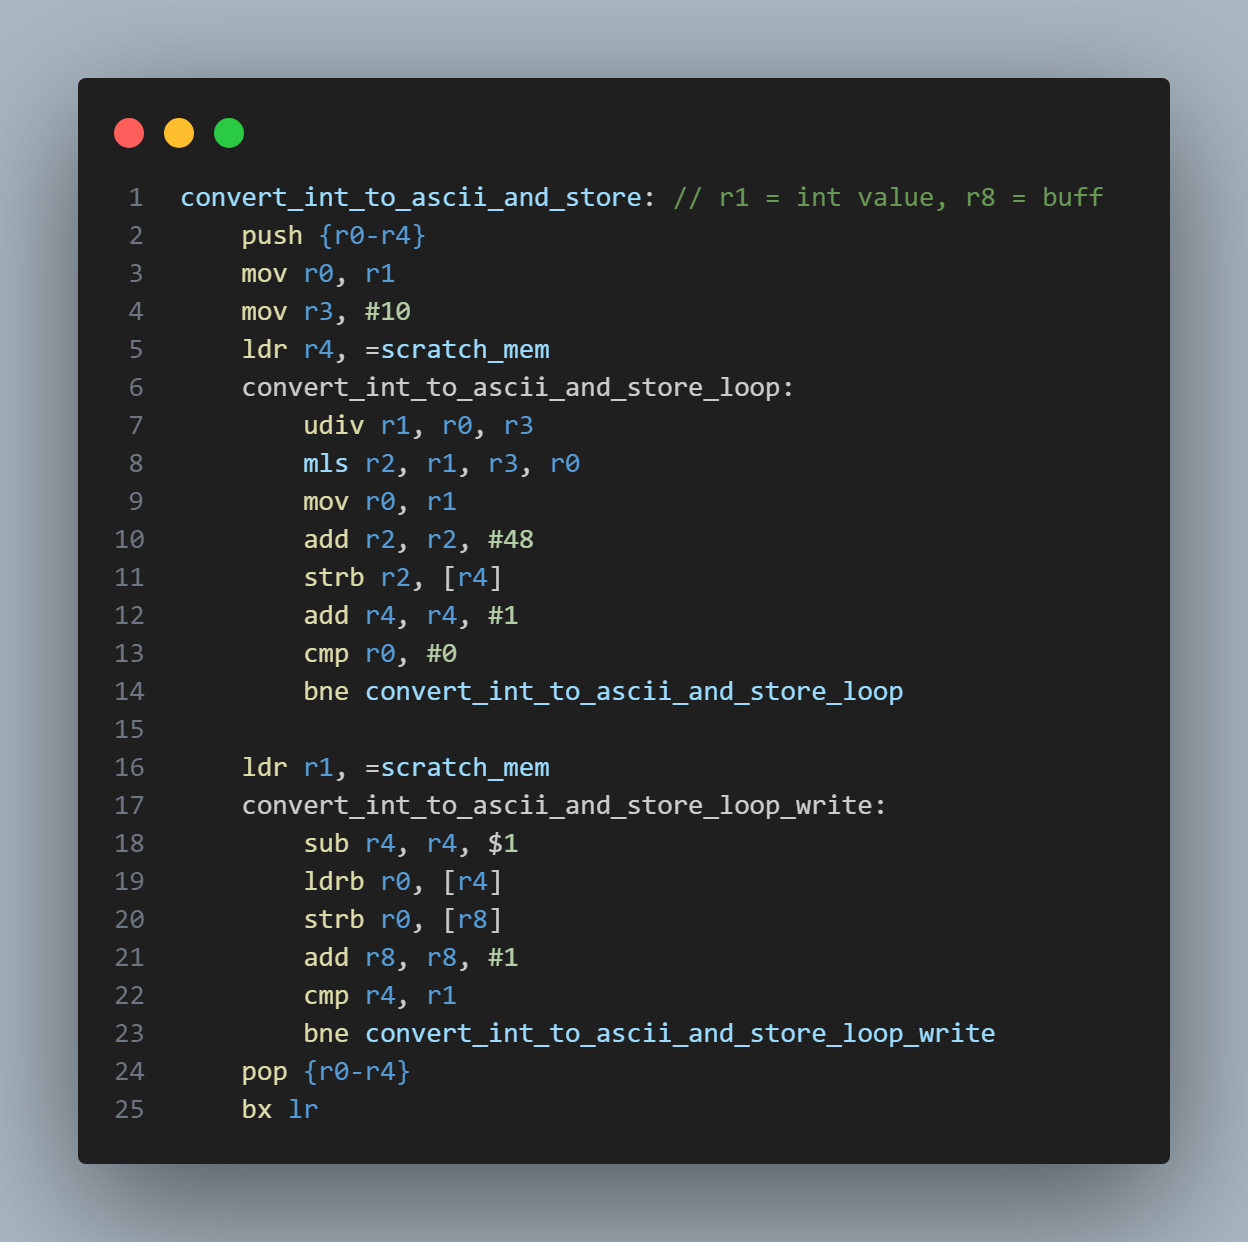 1 convert_int_to_ascii_and_store: // r1 = int value, r8 = buff
2     push {r0-r4}
3     mov r0, r1
4     mov r3, #10
5     ldr r4, =scratch_mem
6     convert_int_to_ascii_and_store_loop:
7         udiv r1, r0, r3
8         mls r2, r1, r3, r0
9         mov r0, r1
10         add r2, r2, #48
11         strb r2, [r4]
12         add r4, r4, #1
13         cmp r0, #0
14         bne convert_int_to_ascii_and_store_loop
15
16     ldr r1, =scratch_mem
17     convert_int_to_ascii_and_store_loop_write:
18         sub r4, r4, $1
19         ldrb r0, [r4]
20         strb r0, [r8]
21         add r8, r8, #1
22         cmp r4, r1
23         bne convert_int_to_ascii_and_store_loop_write
24     pop {r0-r4}
25     bx lr